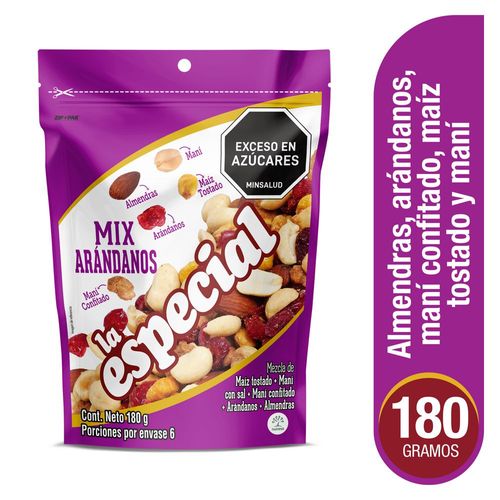 ZIP • PAK
EXCESO EN
AZÚCARES
MINSALUD
Maní
Almendras
Maíz
Tostado
Arándanos
MIX
ARÁNDANOS
Maní
Confitado
la
especial
Mezcla de
Maíz tostado • Maní
con sal • Maní confitado
• Arándanos • Almendras
Cont. Neto 180 g
Porciones por envase 6
Almendras, arándanos,
maní confitado, maíz
tostado y maní
180
GRAMOS